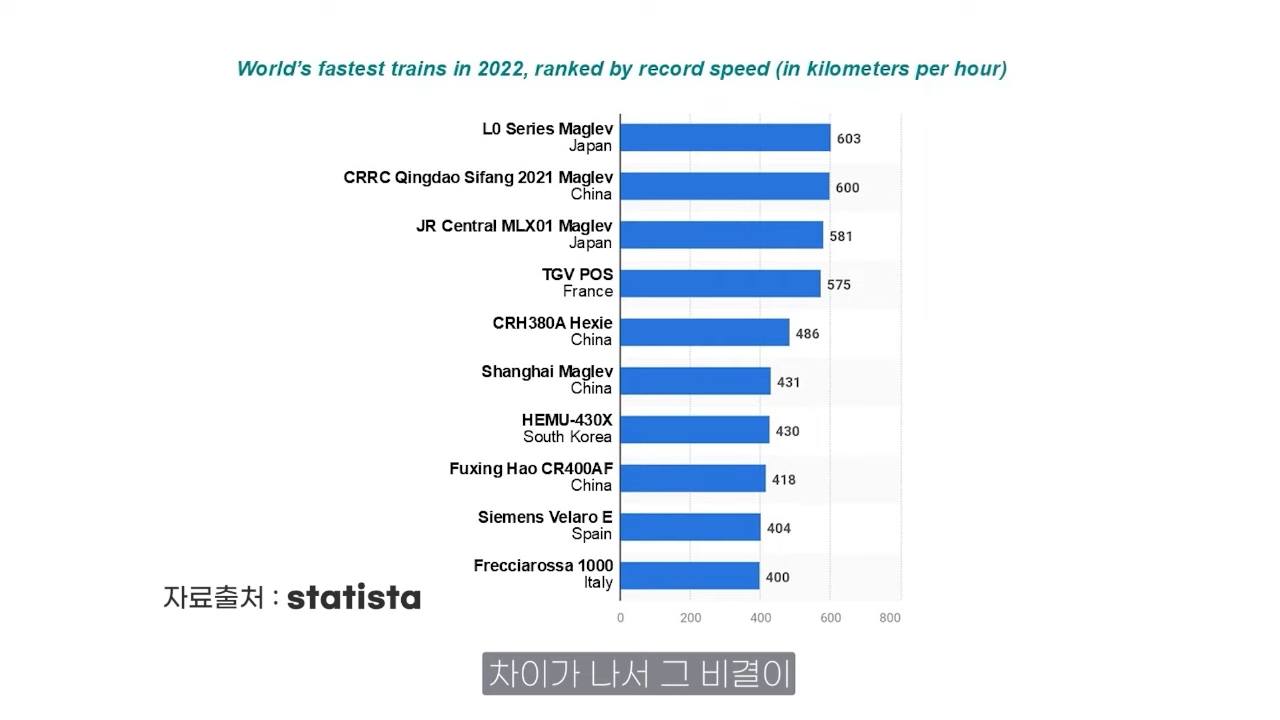 World's fastest trains in 2022, ranked by record speed (in kilometers per hour)
L0 Series Maglev
Japan
603
CRRC Qingdao Sifang 2021 Maglev
China
600
JR Central MLX01 Maglev
Japan
581
TGV POS
France
575
CRH380A Hexie
China
486
Shanghai Maglev
China
431
HEMU-430X
South Korea
430
Fuxing Hao CR400AF
China
418
Siemens Velaro E
Spain
404
Frecciarossa 1000
Italy
400
자료출처 : statista
0 200 400 600 800
차이가 나서 그 비결이